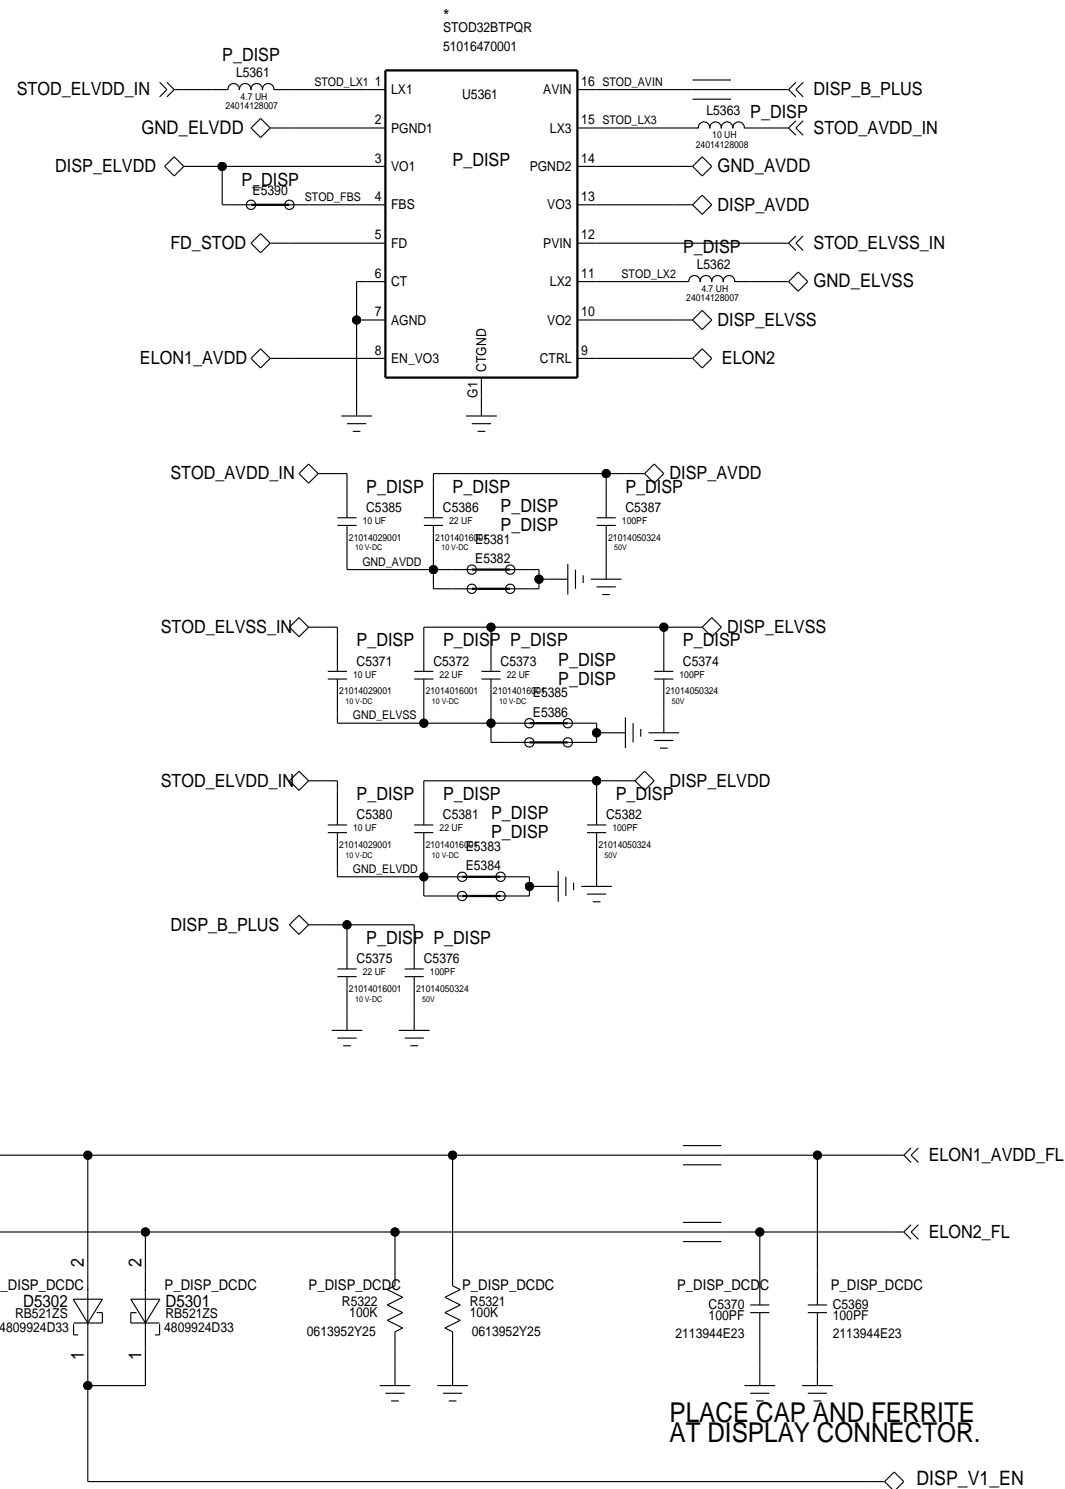 *
STOD32BTPQR
51016470001
P_DISP
L5361
STOD_ELVDD_IN
4.7 UH
24014128007
STOD_LX1
1
LX1
U5361
AVIN
16
STOD_AVIN
DISP_B_PLUS
GND_ELVDD
2
PGND1
LX3
15
STOD_LX3
L5363
P_DISP
10 UH
24014128008
STOD_AVDD_IN
DISP_ELVDD
3
VO1
P_DISP
PGND2
14
GND_AVDD
P_DISP
E5390
STOD_FBS
4
FBS
VO3
13
DISP_AVDD
FD_STOD
5
FD
PVIN
12
STOD_ELVSS_IN
P_DISP
L5362
6
CT
LX2
11
STOD_LX2
4.7 UH
24014128007
GND_ELVSS
7
AGND
VO2
10
DISP_ELVSS
ELON1_AVDD
8
EN_VO3
CTGND
G1
CTRL
9
ELON2
STOD_AVDD_IN
DISP_AVDD
P_DISP
C5385
10 UF
21014029001
10 V-DC
P_DISP
C5386
22 UF
21014016001
10 V-DC
P_DISP
P_DISP
E5381
E5382
P_DISP
C5387
100PF
21014050324
50V
GND_AVDD
STOD_ELVSS_IN
DISP_ELVSS
P_DISP
C5371
10 UF
21014029001
10 V-DC
P_DISP
C5372
22 UF
21014016001
10 V-DC
P_DISP
C5373
22 UF
21014016001
10 V-DC
P_DISP
P_DISP
E5385
E5386
P_DISP
C5374
100PF
21014050324
50V
GND_ELVSS
STOD_ELVDD_IN
DISP_ELVDD
P_DISP
C5380
10 UF
21014029001
10 V-DC
P_DISP
C5381
22 UF
21014016001
10 V-DC
P_DISP
P_DISP
E5383
E5384
P_DISP
C5382
100PF
21014050324
50V
GND_ELVDD
DISP_B_PLUS
P_DISP
C5375
22 UF
21014016001
10 V-DC
P_DISP
C5376
100PF
21014050324
50V
ELON1_AVDD_FL
ELON2_FL
2
_DISP_DCDC
D5302
RB521ZS
4809924D33
1
2
P_DISP_DCDC
D5301
RB521ZS
4809924D33
1
P_DISP_DCDC
R5322
100K
0613952Y25
P_DISP_DCDC
R5321
100K
0613952Y25
P_DISP_DCDC
C5370
100PF
2113944E23
P_DISP_DCDC
C5369
100PF
2113944E23
PLACE CAP AND FERRITE
AT DISPLAY CONNECTOR.
DISP_V1_EN